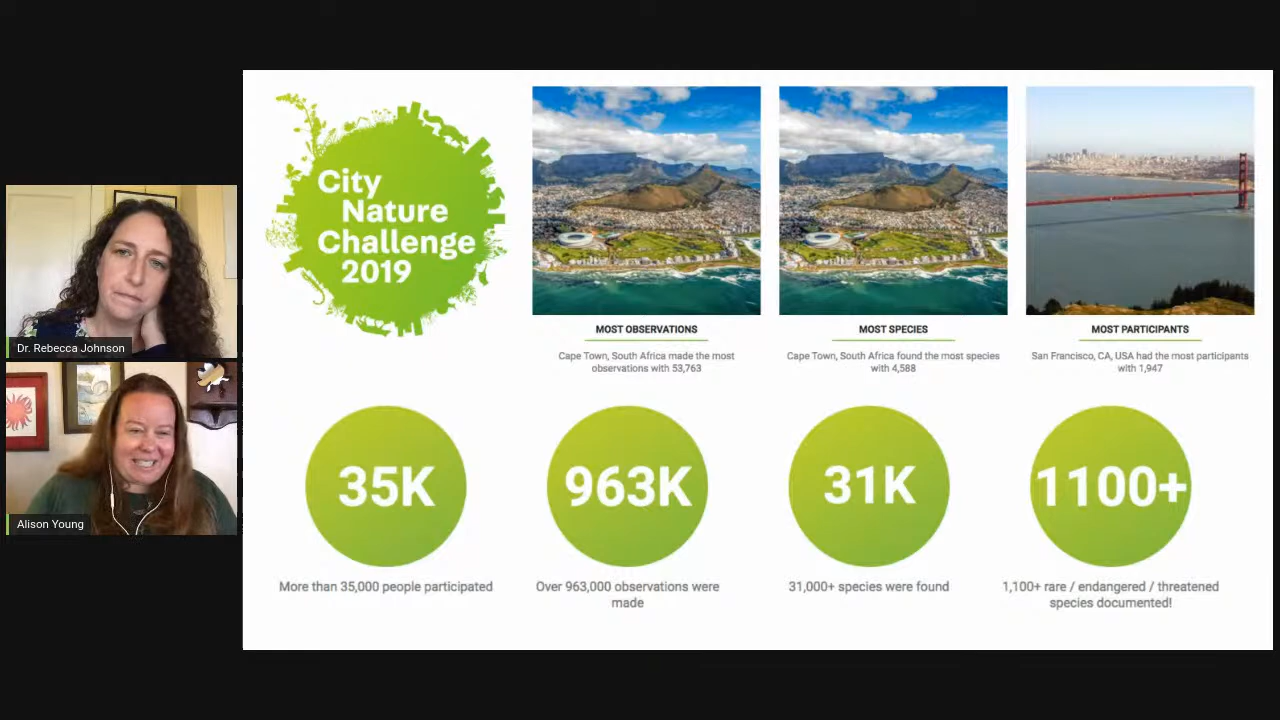 Dr. Rebecca Johnson
Alison Young
City
Nature
Challenge
2019
MOST OBSERVATIONS
Cape Town, South Africa made the most
observations with 53,763
MOST SPECIES
Cape Town, South Africa found the most species
with 4,588
MOST PARTICIPANTS
San Francisco, CA, USA had the most participants
with 1,947
35K
More than 35,000 people participated
963K
Over 963,000 observations were
made
31K
31,000+ species were found
1100+
1,100+ rare / endangered / threatened
species documented!